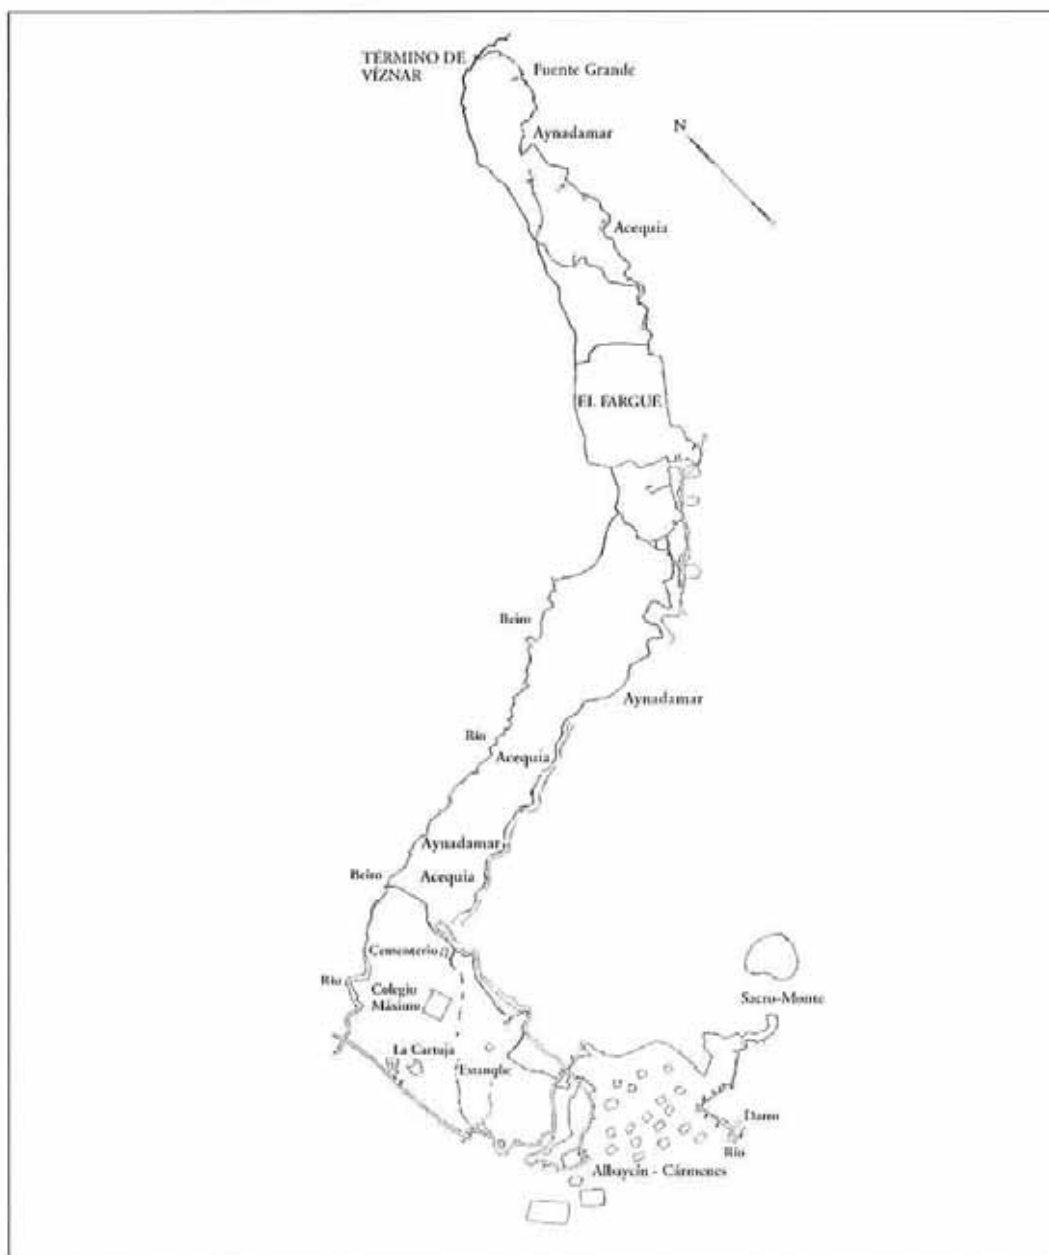 TÉRMINO DE
VÍZNAR
Fuente Grande
Aynadamar
N
Acequia
EL FARGUE
Beiro
Aynadamar
Río
Acequia
Aynadamar
Beiro
Acequia
Cementerio
Río
Colegio
Máximo
Sacro-Monte
La Cartuja
Estanque
Darro
Río
Albaycín - Cármenes